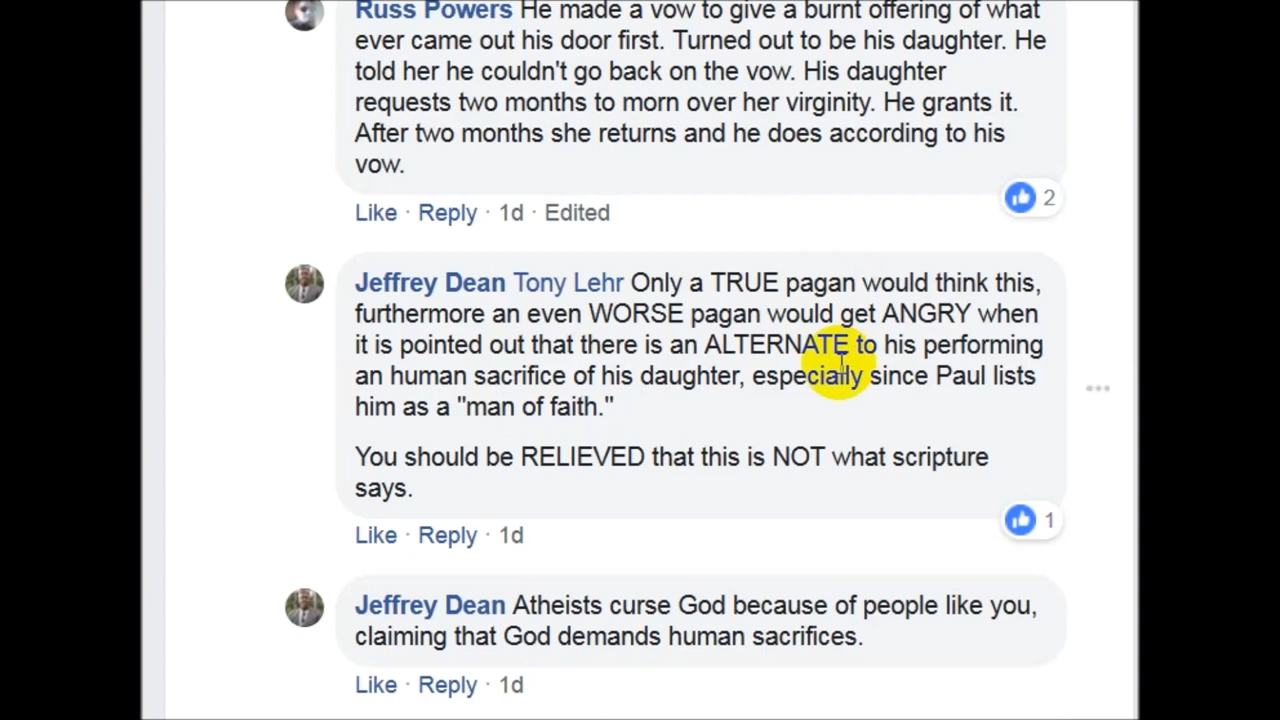 Russ Powers He made a vow to give a burnt offering of what
ever came out his door first. Turned out to be his daughter. He
told her he couldn't go back on the vow. His daughter
requests two months to morn over her virginity. He grants it.
After two months she returns and he does according to his
vow.
2
Like · Reply · 1d · Edited
Jeffrey Dean Tony Lehr Only a TRUE pagan would think this,
furthermore an even WORSE pagan would get ANGRY when
it is pointed out that there is an ALTERNATE to his performing
an human sacrifice of his daughter, especially since Paul lists
him as a "man of faith."
You should be RELIEVED that this is NOT what scripture
says.
1
Like · Reply · 1d
Jeffrey Dean Atheists curse God because of people like you,
claiming that God demands human sacrifices.
Like · Reply · 1d